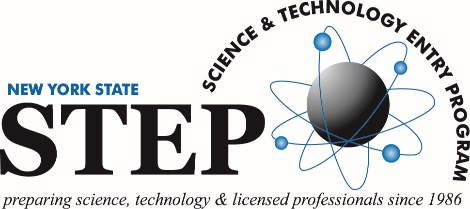 SCIENCE & TECHNOLOGY ENTRY PROGRAM
NEW YORK STATE
STEP
preparing science, technology & licensed professionals since 1986